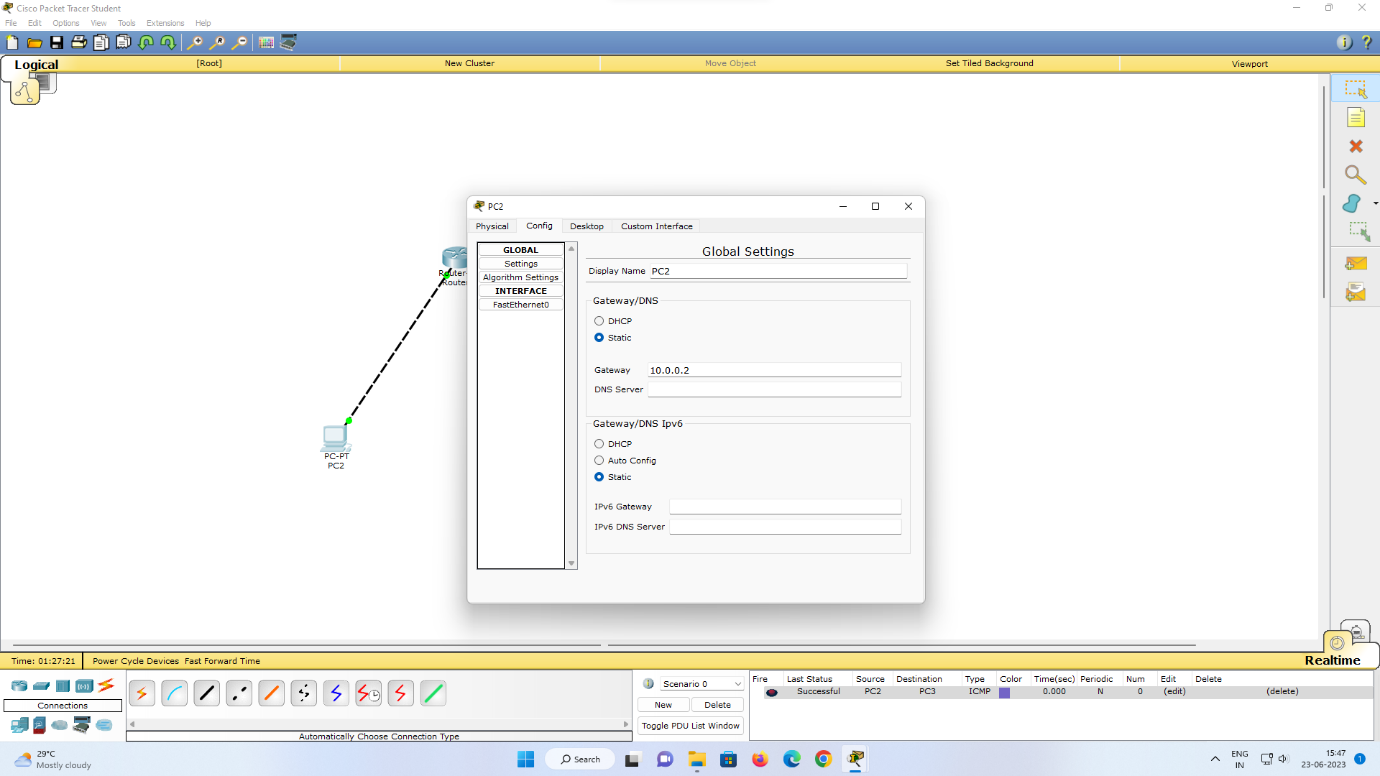 Cisco Packet Tracer Student
File Edit Options View Tools Extensions Help
Logical [Root] New Cluster Move Object Set Tiled Background Viewport
PC2
Physical Config Desktop Custom Interface
GLOBAL
Settings
Algorithm Settings
INTERFACE
FastEthernet0
Global Settings
Display Name PC2
Gateway/DNS
DHCP
Static
Gateway 10.0.0.2
DNS Server
Gateway/DNS Ipv6
DHCP
Auto Config
Static
IPv6 Gateway
IPv6 DNS Server
Router-
Router
PC-PT
PC2
Realtime
Time: 01:27:21 Power Cycle Devices Fast Forward Time
Connections
Automatically Choose Connection Type
Scenario 0
New Delete
Toggle PDU List Window
Fire Last Status Source Destination Type Color Time(sec) Periodic Num Edit Delete
Successful PC2 PC3 ICMP 0.000 N 0 (edit) (delete)
29°C
Mostly cloudy
Search
ENG
IN
15:47
23-06-2023
1